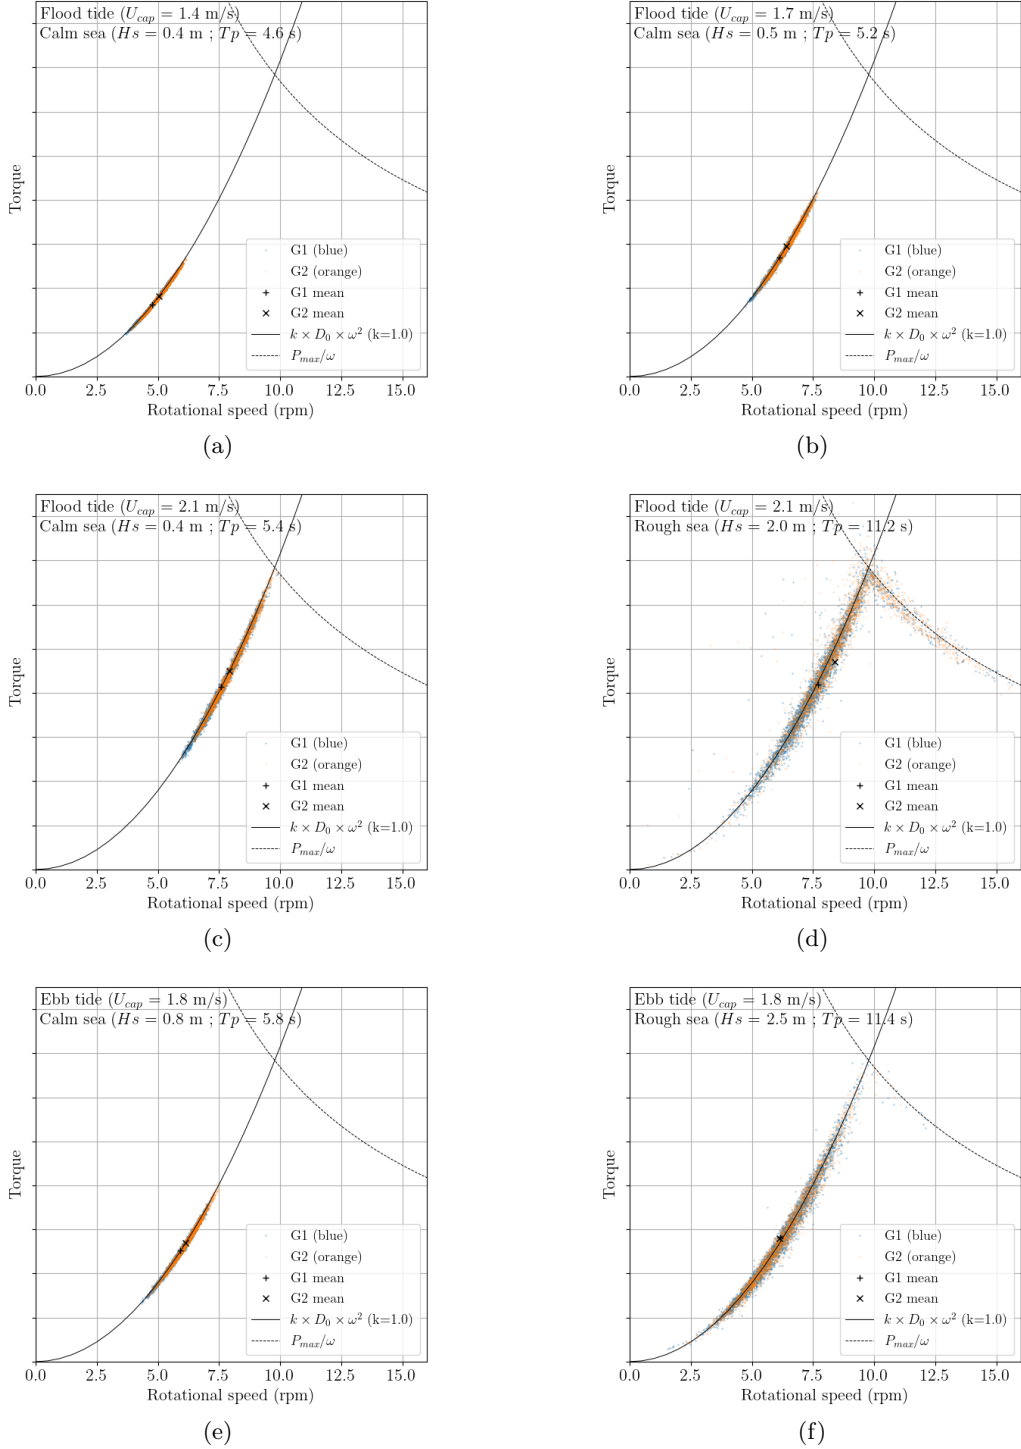 Flood tide (U_cap = 1.4 m/s)
Calm sea (Hs = 0.4 m ; Tp = 4.6 s)
Torque
G1 (blue)
G2 (orange)
G1 mean
G2 mean
k × D₀ × ω² (k=1.0)
P_max/ω
0.0 2.5 5.0 7.5 10.0 12.5 15.0
Rotational speed (rpm)
(a)
Flood tide (U_cap = 1.7 m/s)
Calm sea (Hs = 0.5 m ; Tp = 5.2 s)
Torque
G1 (blue)
G2 (orange)
G1 mean
G2 mean
k × D₀ × ω² (k=1.0)
P_max/ω
0.0 2.5 5.0 7.5 10.0 12.5 15.0
Rotational speed (rpm)
(b)
Flood tide (U_cap = 2.1 m/s)
Calm sea (Hs = 0.4 m ; Tp = 5.4 s)
Torque
G1 (blue)
G2 (orange)
G1 mean
G2 mean
k × D₀ × ω² (k=1.0)
P_max/ω
0.0 2.5 5.0 7.5 10.0 12.5 15.0
Rotational speed (rpm)
(c)
Flood tide (U_cap = 2.1 m/s)
Rough sea (Hs = 2.0 m ; Tp = 11.2 s)
Torque
G1 (blue)
G2 (orange)
G1 mean
G2 mean
k × D₀ × ω² (k=1.0)
P_max/ω
0.0 2.5 5.0 7.5 10.0 12.5 15.0
Rotational speed (rpm)
(d)
Ebb tide (U_cap = 1.8 m/s)
Calm sea (Hs = 0.8 m ; Tp = 5.8 s)
Torque
G1 (blue)
G2 (orange)
G1 mean
G2 mean
k × D₀ × ω² (k=1.0)
P_max/ω
0.0 2.5 5.0 7.5 10.0 12.5 15.0
Rotational speed (rpm)
(e)
Ebb tide (U_cap = 1.8 m/s)
Rough sea (Hs = 2.5 m ; Tp = 11.4 s)
Torque
G1 (blue)
G2 (orange)
G1 mean
G2 mean
k × D₀ × ω² (k=1.0)
P_max/ω
0.0 2.5 5.0 7.5 10.0 12.5 15.0
Rotational speed (rpm)
(f)